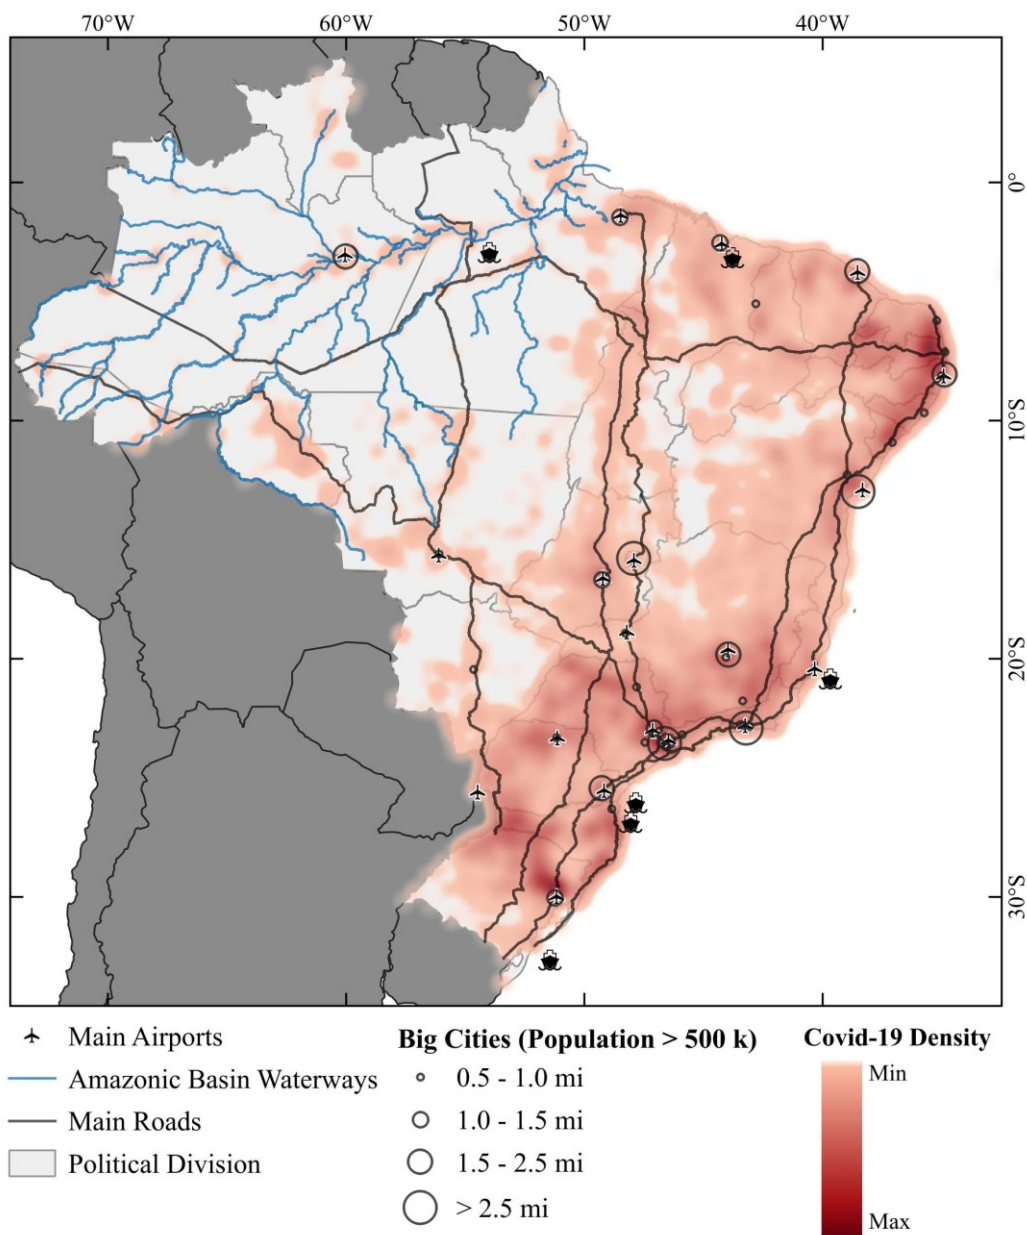 70°W 60°W 50°W 40°W
0°
10°S
20°S
30°S
Main Airports
Amazonic Basin Waterways
Main Roads
Political Division
Big Cities (Population > 500 k)
0.5 - 1.0 mi
1.0 - 1.5 mi
1.5 - 2.5 mi
> 2.5 mi
Covid-19 Density
Min
Max